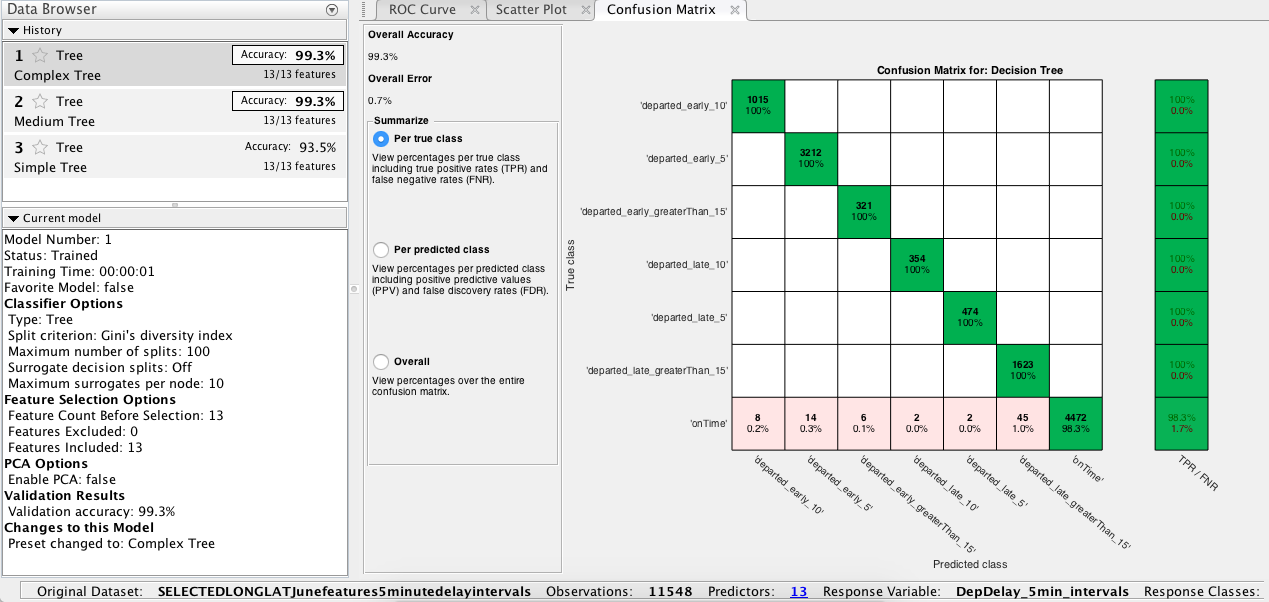 Data Browser
History
1 Tree Accuracy: 99.3%
Complex Tree 13/13 features
2 Tree Accuracy: 99.3%
Medium Tree 13/13 features
3 Tree Accuracy: 93.5%
Simple Tree 13/13 features
Current model
Model Number: 1
Status: Trained
Training Time: 00:00:01
Favorite Model: false
Classifier Options
Type: Tree
Split criterion: Gini's diversity index
Maximum number of splits: 100
Surrogate decision splits: Off
Maximum surrogates per node: 10
Feature Selection Options
Feature Count Before Selection: 13
Features Excluded: 0
Features Included: 13
PCA Options
Enable PCA: false
Validation Results
Validation accuracy: 99.3%
Changes to this Model
Preset changed to: Complex Tree
ROC Curve Scatter Plot Confusion Matrix
Overall Accuracy
99.3%
Overall Error
0.7%
Summarize
Per true class
View percentages per true class
including true positive rates (TPR) and
false negative rates (FNR).
Per predicted class
View percentages per predicted class
including positive predictive values
(PPV) and false discovery rates (FDR).
Overall
View percentages over the entire
confusion matrix.
Confusion Matrix for: Decision Tree
True class
'departed_early_10' 1015 100%
100%
0.0%
'departed_early_5' 3212 100%
100%
0.0%
'departed_early_greaterThan_15' 321 100%
100%
0.0%
'departed_late_10' 354 100%
100%
0.0%
'departed_late_5' 474 100%
100%
0.0%
'departed_late_greaterThan_15' 1623 100%
100%
0.0%
'onTime'
8 14 6 2 2 45 4472 98.3%
0.2% 0.3% 0.1% 0.0% 0.0% 1.0% 98.3% 1.7%
'departed_early_10'
'departed_early_5'
'departed_early_greaterThan_15'
'departed_late_10'
'departed_late_5'
'departed_late_greaterThan_15'
'onTime'
TPR / FNR
Predicted class
Original Dataset: SELECTEDLONGLATJunefeatures5minutedelayintervals Observations: 11548 Predictors: 13 Response Variable: DepDelay_5min_intervals Response Classes: